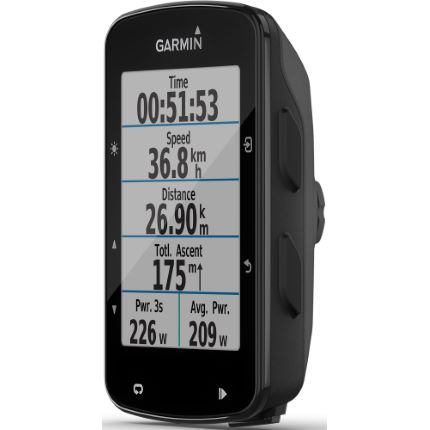 GARMIN
Time
00:51:53
Speed
36.8 km h
Distance
26.90 km
Totl. Ascent
175 m↑
Pwr. 3s Avg. Pwr.
226 w 209 w